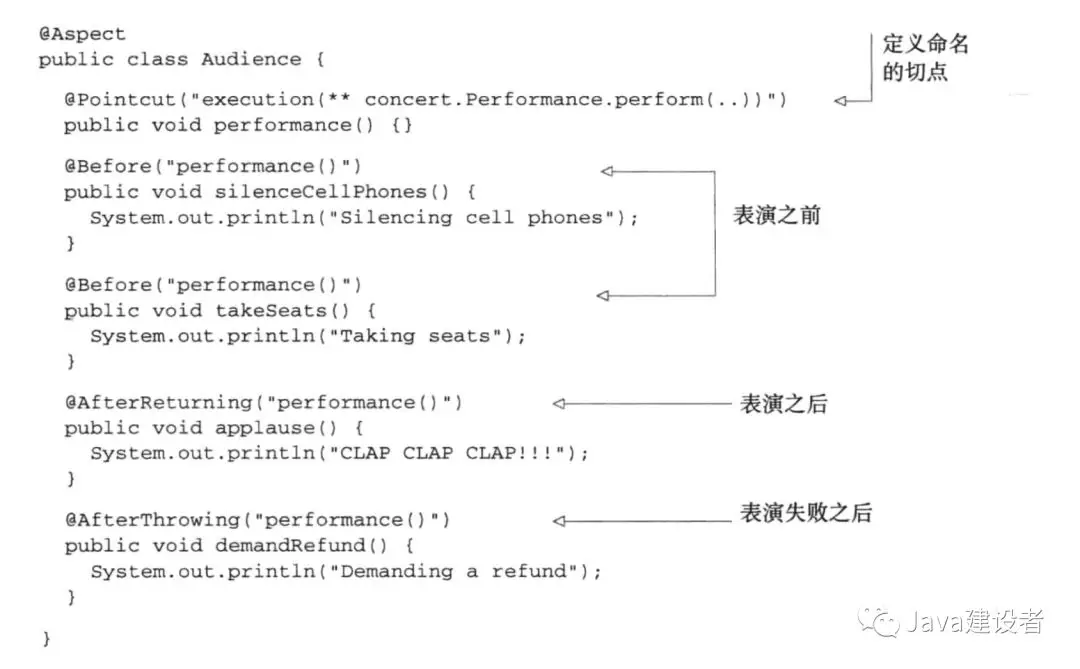 @Aspect
public class Audience {
@Pointcut("execution(** concert.Performance.perform(..))")
public void performance() {}
定义命名
的切点
@Before("performance()")
public void silenceCellPhones() {
System.out.println("Silencing cell phones");
}
表演之前
@Before("performance()")
public void takeSeats() {
System.out.println("Taking seats");
}
@AfterReturning("performance()")
表演之后
public void applause() {
System.out.println("CLAP CLAP CLAP!!!");
}
@AfterThrowing("performance()")
表演失败之后
public void demandRefund() {
System.out.println("Demanding a refund");
}
}
Java建设者